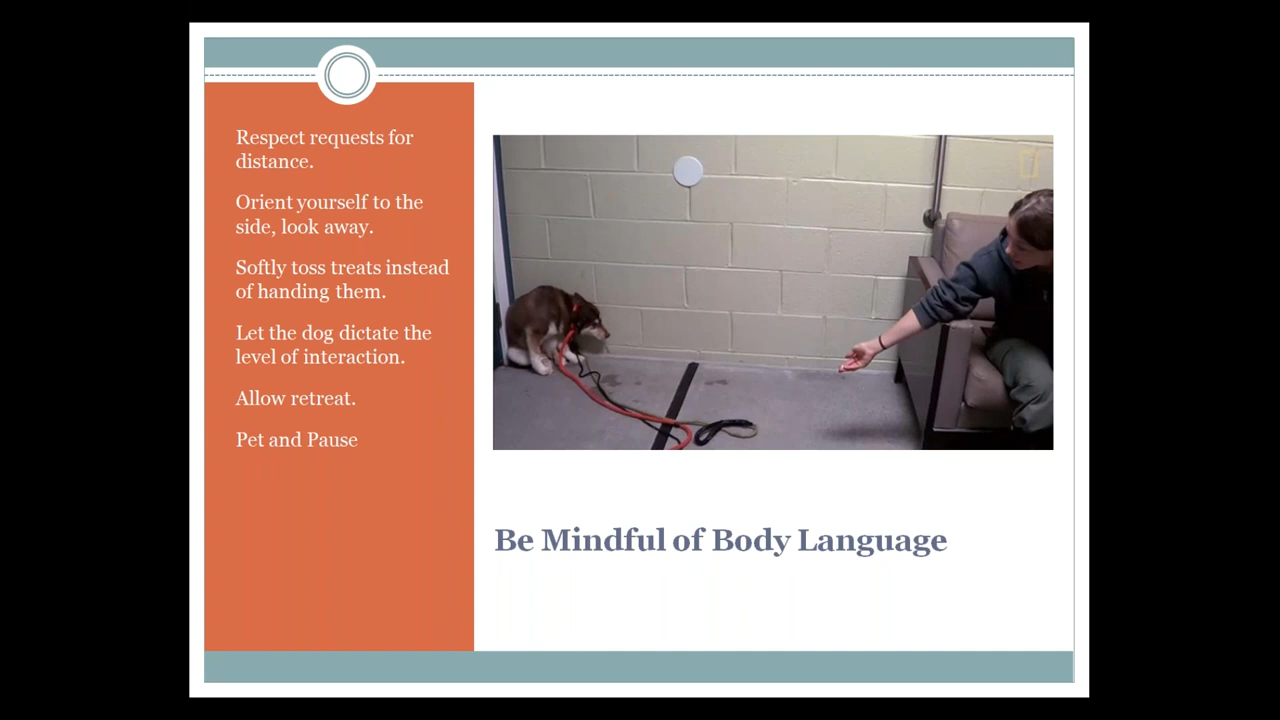 Respect requests for
distance.
Orient yourself to the
side, look away.
Softly toss treats instead
of handing them.
Let the dog dictate the
level of interaction.
Allow retreat.
Pet and Pause
Be Mindful of Body Language